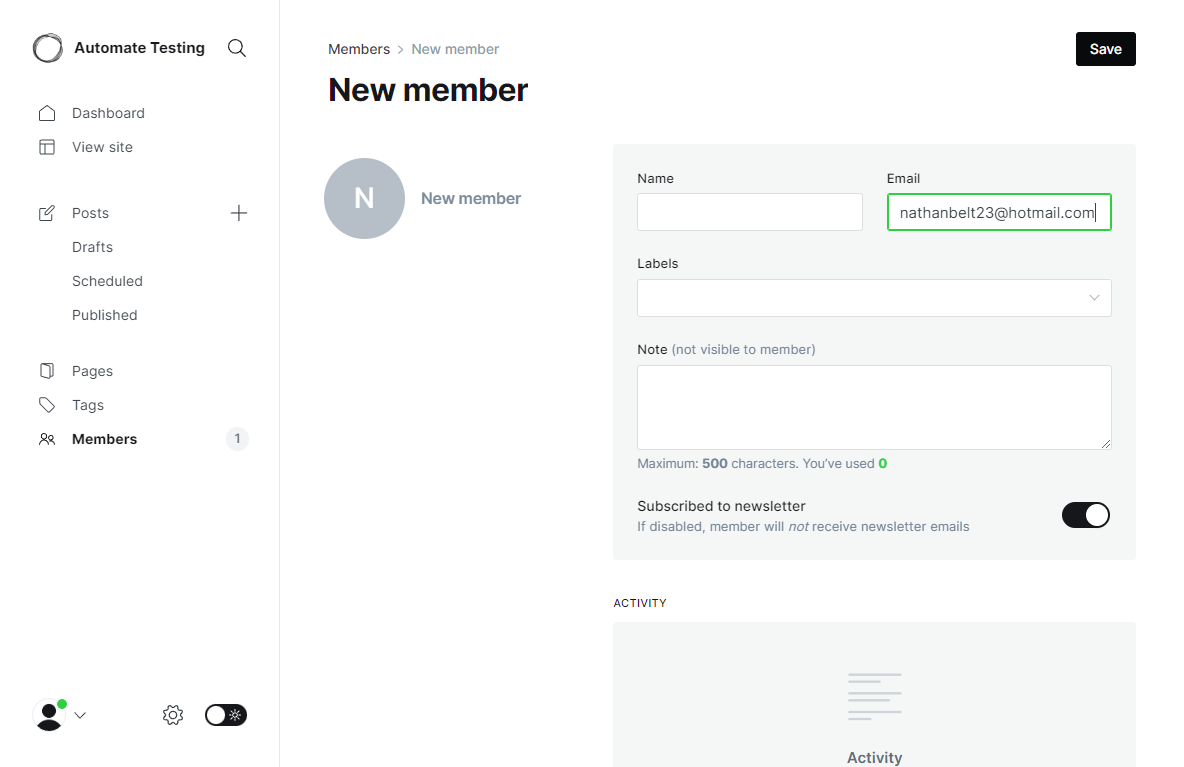 Automate Testing
Dashboard
View site
Posts
Drafts
Scheduled
Published
Pages
Tags
Members 1
Members > New member
Save
New member
N
New member
Name
Email
nathanbelt23@hotmail.com
Labels
Note (not visible to member)
Maximum: 500 characters. You’ve used 0
Subscribed to newsletter
If disabled, member will not receive newsletter emails
ACTIVITY
Activity